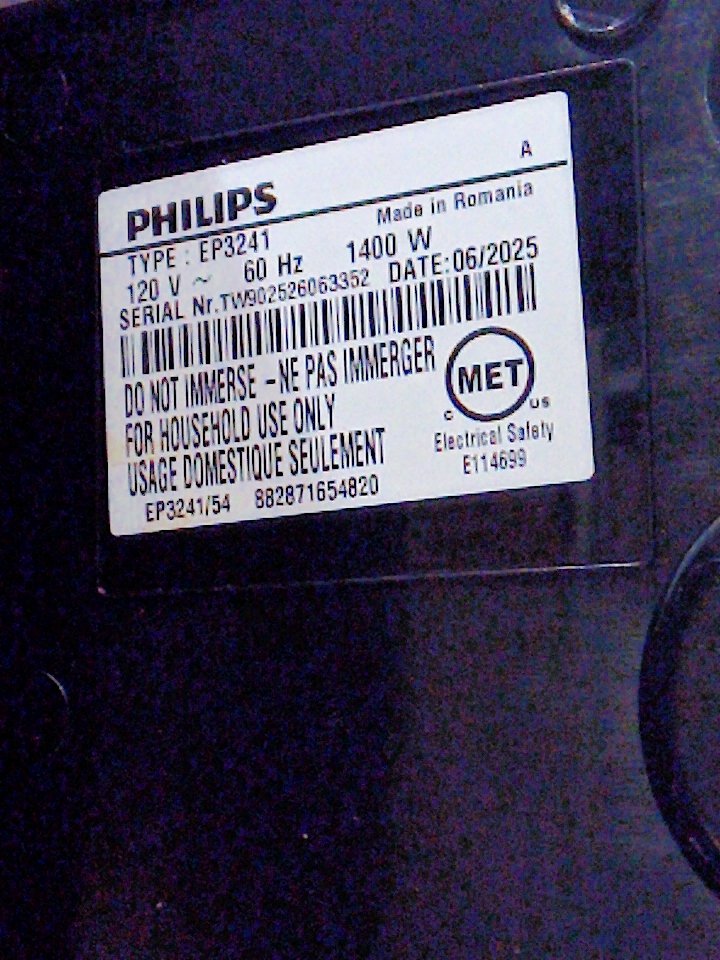 A
PHILIPS
Made in Romania
TYPE : EP3241
120 V ~ 60 Hz 1400 W
SERIAL Nr.TW902526063352 DATE:06/2025
DO NOT IMMERSE - NE PAS IMMERGER
FOR HOUSEHOLD USE ONLY
USAGE DOMESTIQUE SEULEMENT
MET
C US
Electrical Safety
E114699
EP3241/54 882871654820